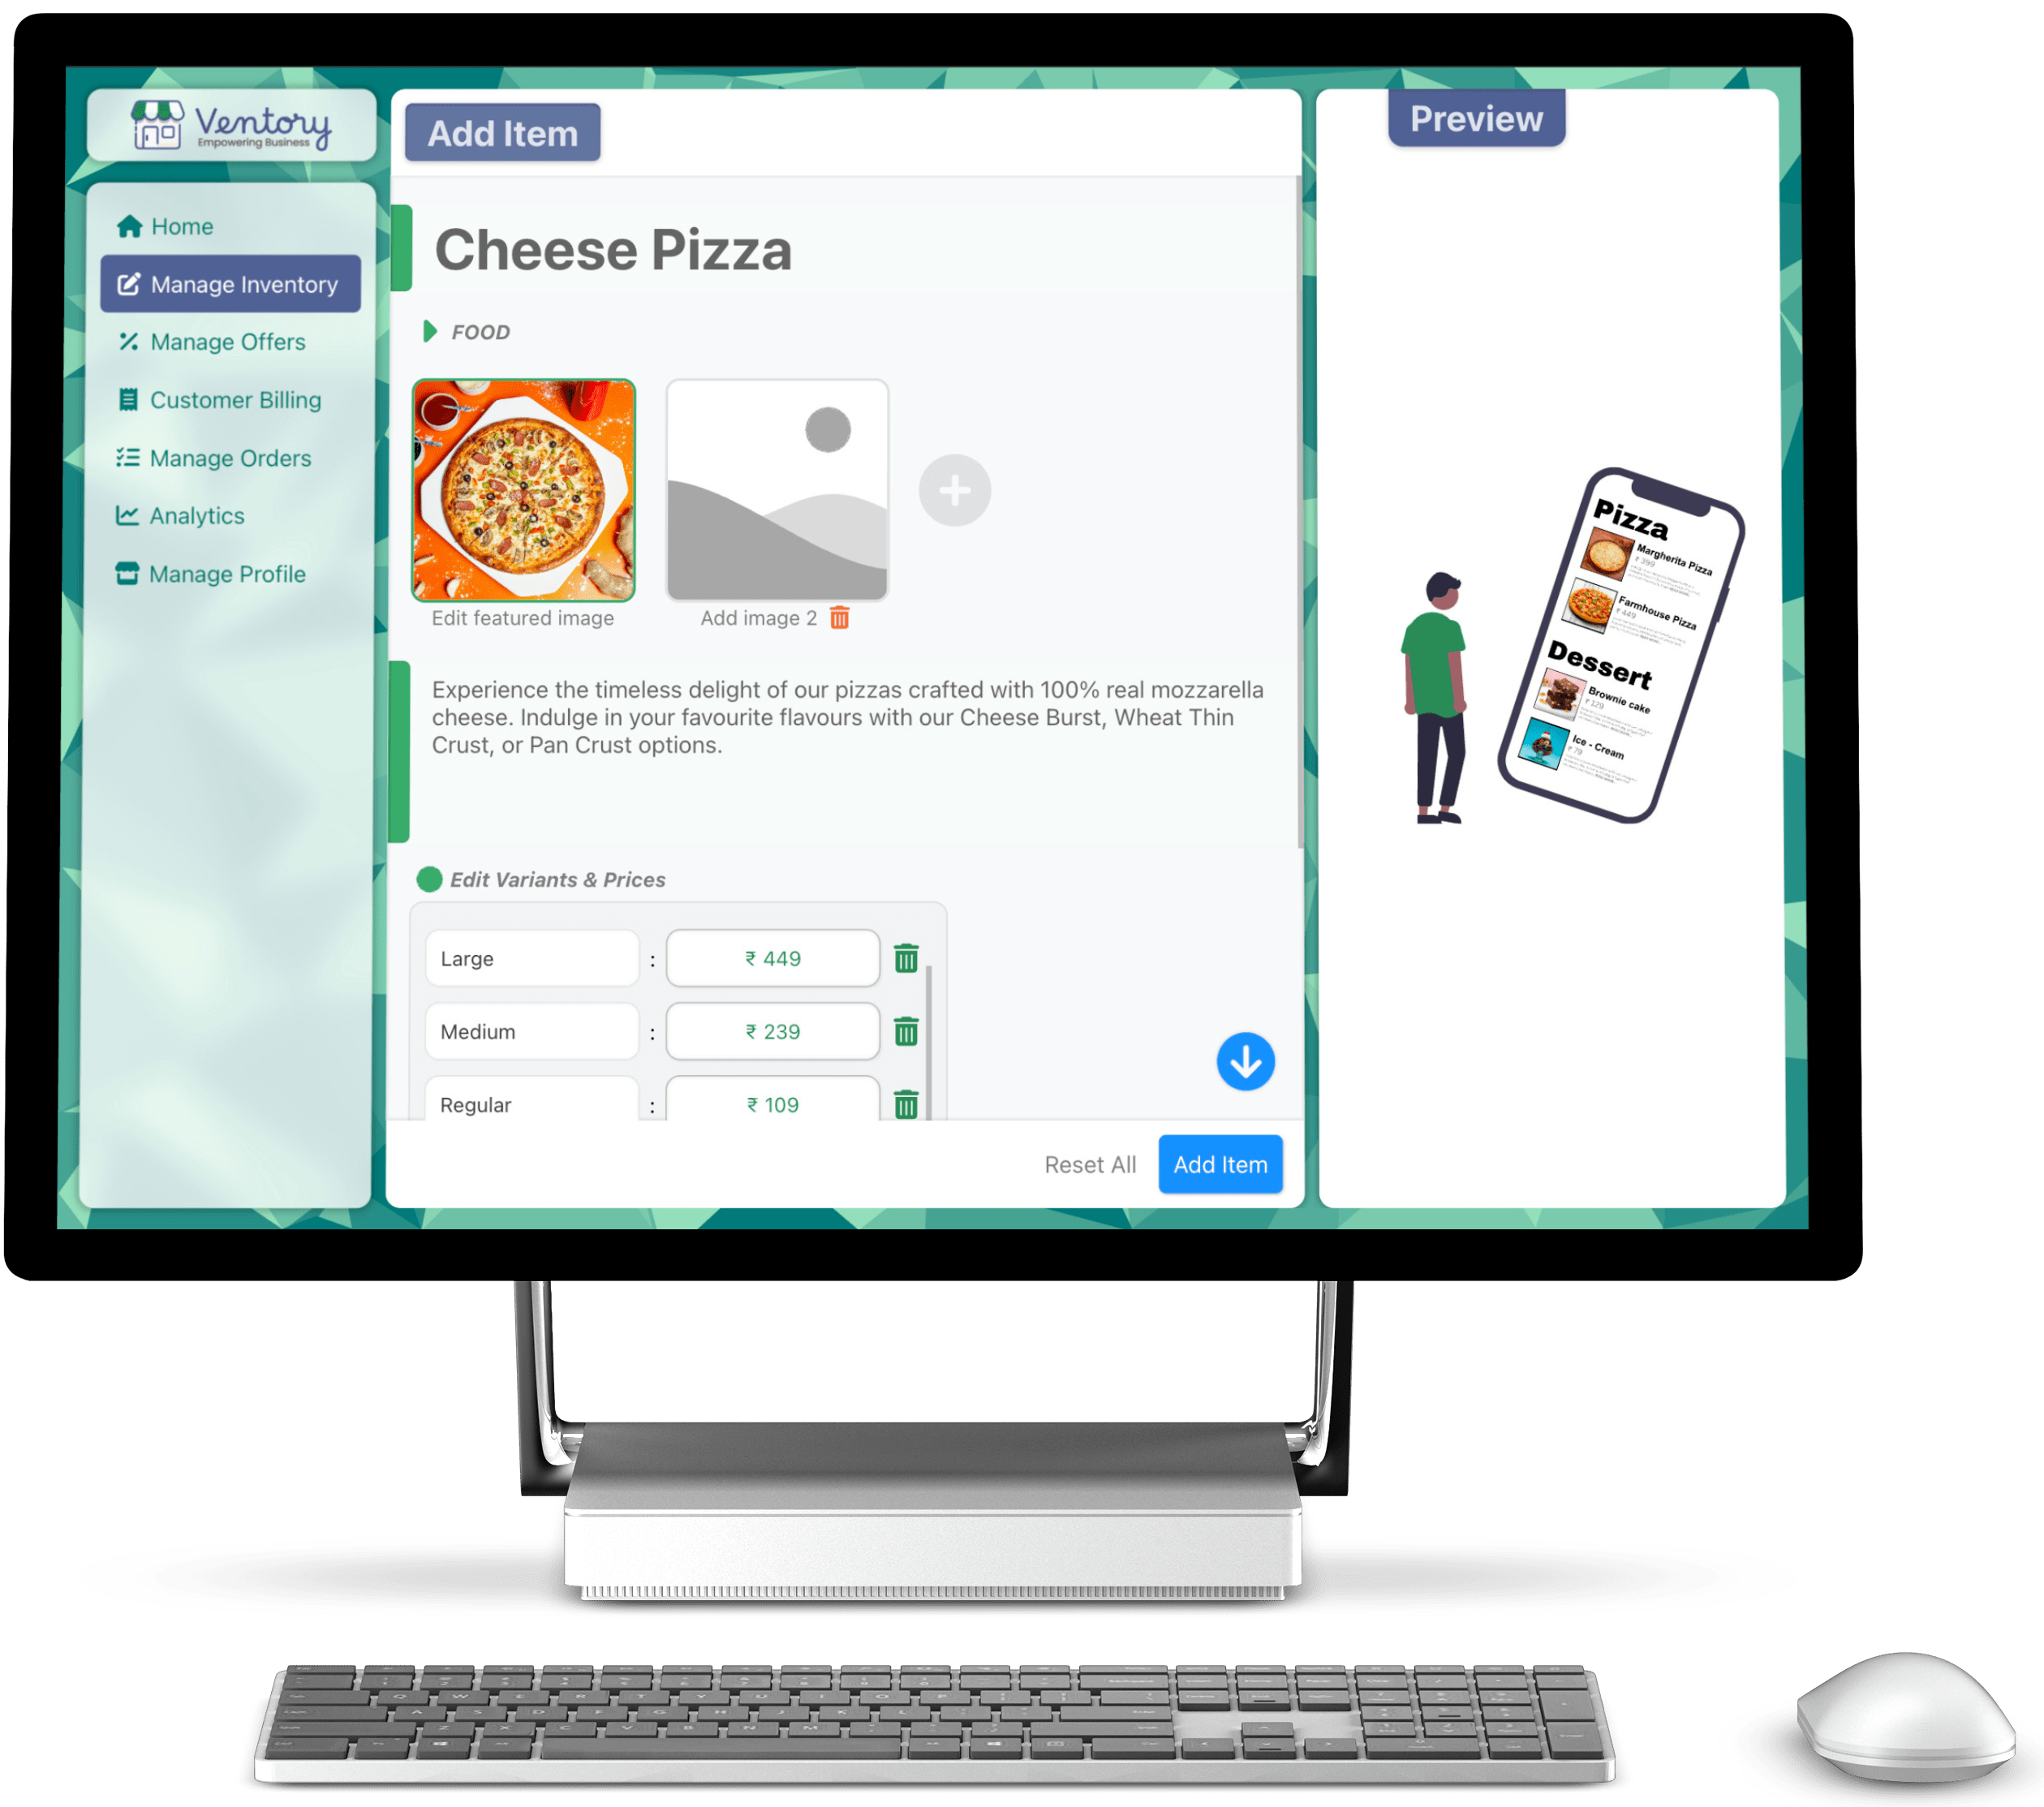 Ventory
Empowering Business
Home
Manage Inventory
Manage Offers
Customer Billing
Manage Orders
Analytics
Manage Profile
Add Item
Cheese Pizza
FOOD
Edit featured image
Add image 2
Experience the timeless delight of our pizzas crafted with 100% real mozzarella
cheese. Indulge in your favourite flavours with our Cheese Burst, Wheat Thin
Crust, or Pan Crust options.
Edit Variants & Prices
Large : ₹ 449
Medium : ₹ 239
Regular : ₹ 109
Reset All
Add Item
Preview
Pizza
Margherita Pizza
₹ 399
Farmhouse Pizza
₹ 449
Dessert
Brownie cake
₹ 129
Ice - Cream
₹ 79
Q W E R T Y U I O P
A S D F G H J K L
Z X C V B N M